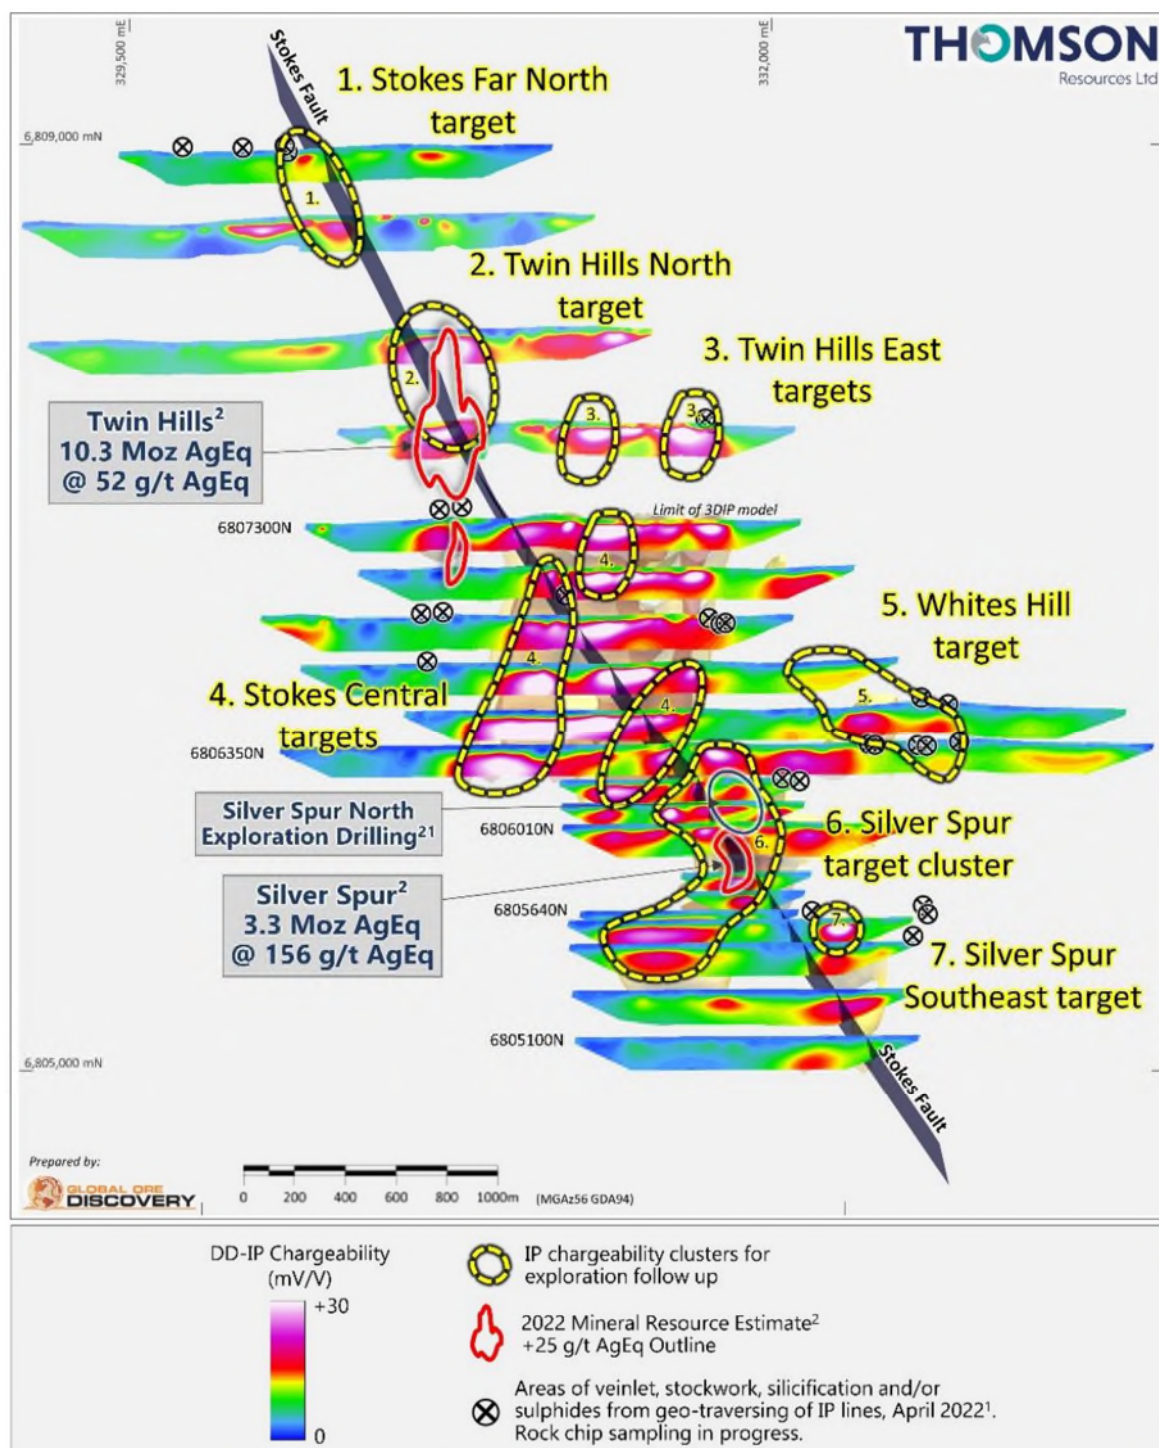 329,500 mE
332,000 mE
THOMSON
Resources Ltd
Stokes Fault
1. Stokes Far North
target
6,809,000 mN
1.
2. Twin Hills North
target
3. Twin Hills East
targets
2.
3.
3.
Twin Hills²
10.3 Moz AgEq
@ 52 g/t AgEq
Limit of 3DIP model
6807300N
4.
5. Whites Hill
target
4.
4. Stokes Central
targets
4.
5.
6806350N
Silver Spur North
Exploration Drilling²¹
6806010N
6.
6. Silver Spur
target cluster
Silver Spur²
3.3 Moz AgEq
@ 156 g/t AgEq
6805640N
7.
7. Silver Spur
Southeast target
6805100N
Stokes Fault
6,805,000 mN
Prepared by:
GLOBAL ORE
DISCOVERY
0 200 400 600 800 1000m (MGAz56 GDA94)
DD-IP Chargeability
(mV/V)
+30
0
IP chargeability clusters for
exploration follow up
2022 Mineral Resource Estimate²
+25 g/t AgEq Outline
Areas of veinlet, stockwork, silicification and/or
sulphides from geo-traversing of IP lines, April 2022¹.
Rock chip sampling in progress.